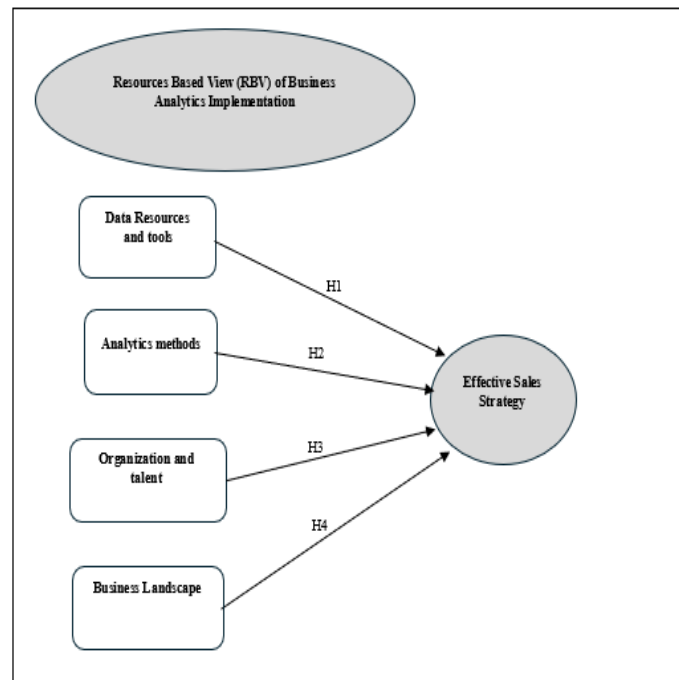 Resources Based View (RBV) of Business
Analytics Implementation
Data Resources
and tools
H1
Analytics methods
H2
Effective Sales
Strategy
Organization and
talent
H3
H4
Business Landscape